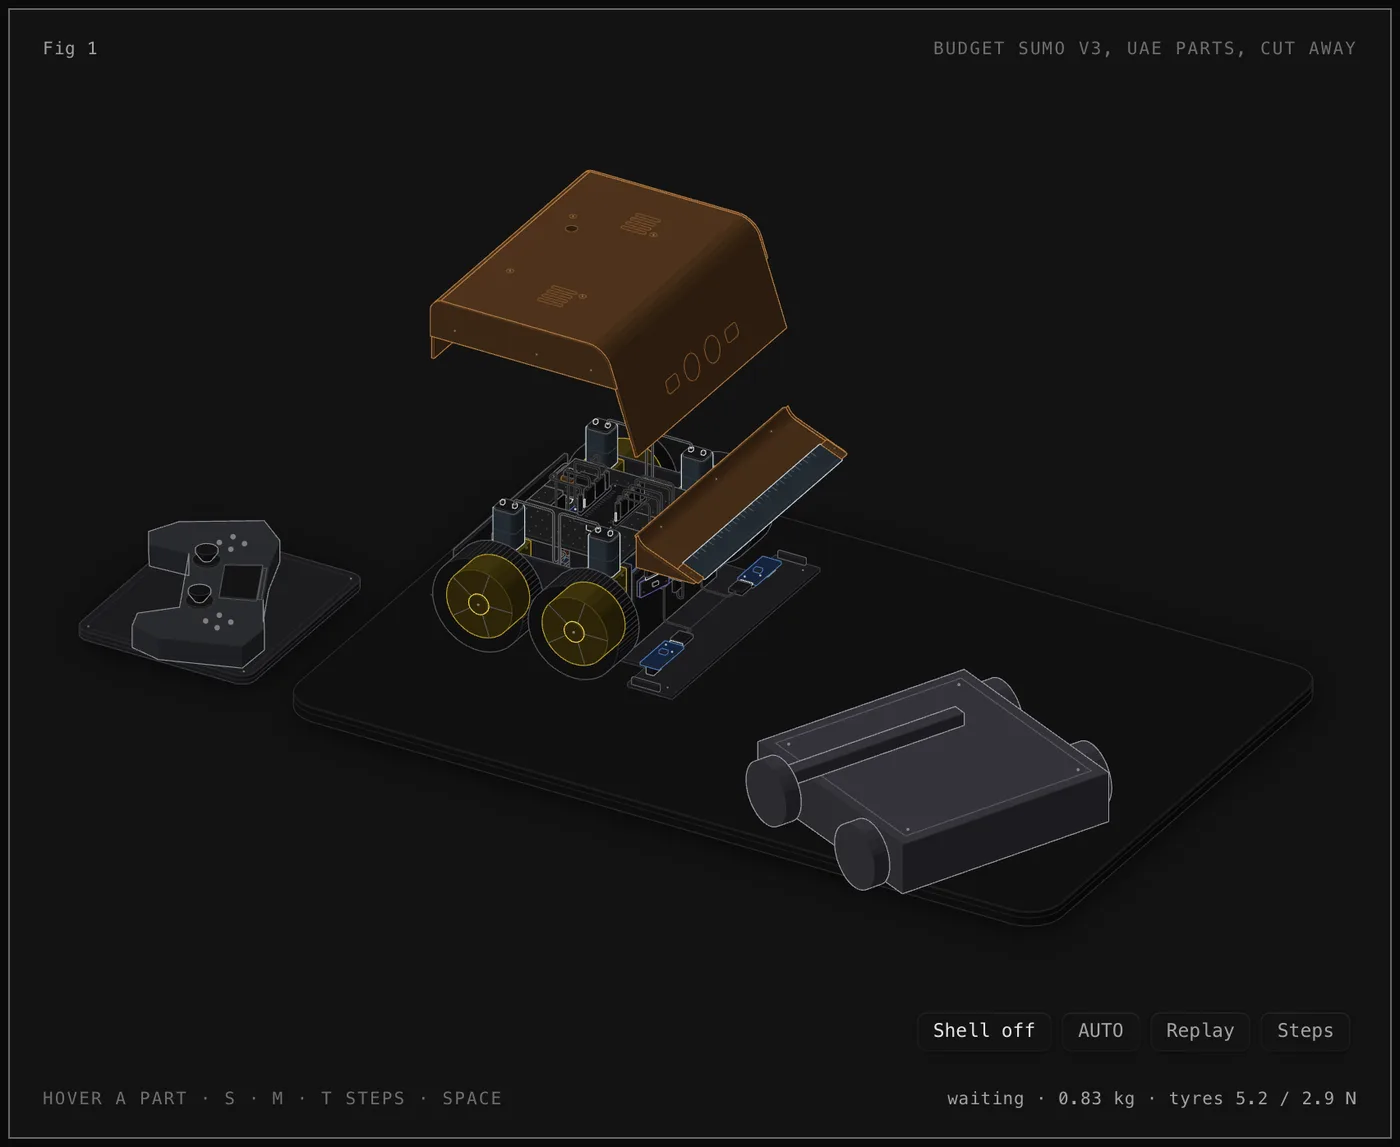 Fig 1
BUDGET SUMO V3, UAE PARTS, CUT AWAY
Shell off
AUTO
Replay
Steps
HOVER A PART · S · M · T STEPS · SPACE
waiting · 0.83 kg · tyres 5.2 / 2.9 N